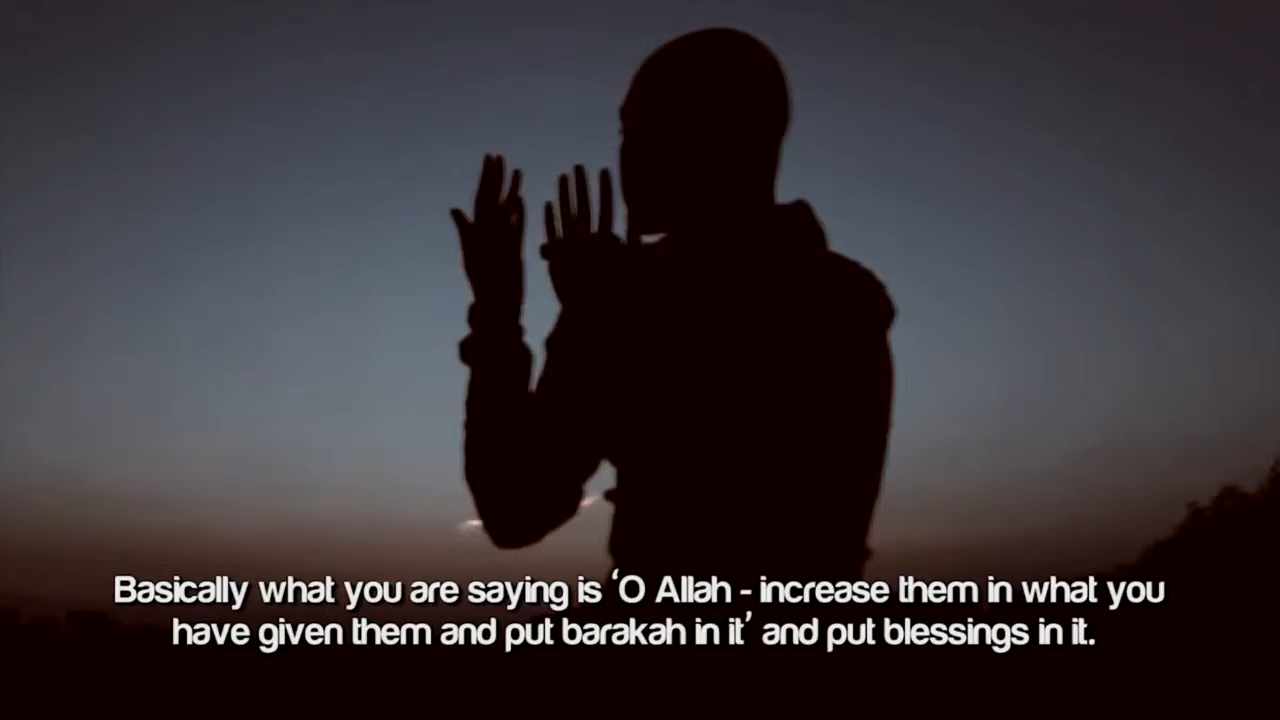 Basically what you are saying is ‘O Allah - increase them in what you
have given them and put barakah in it’ and put blessings in it.